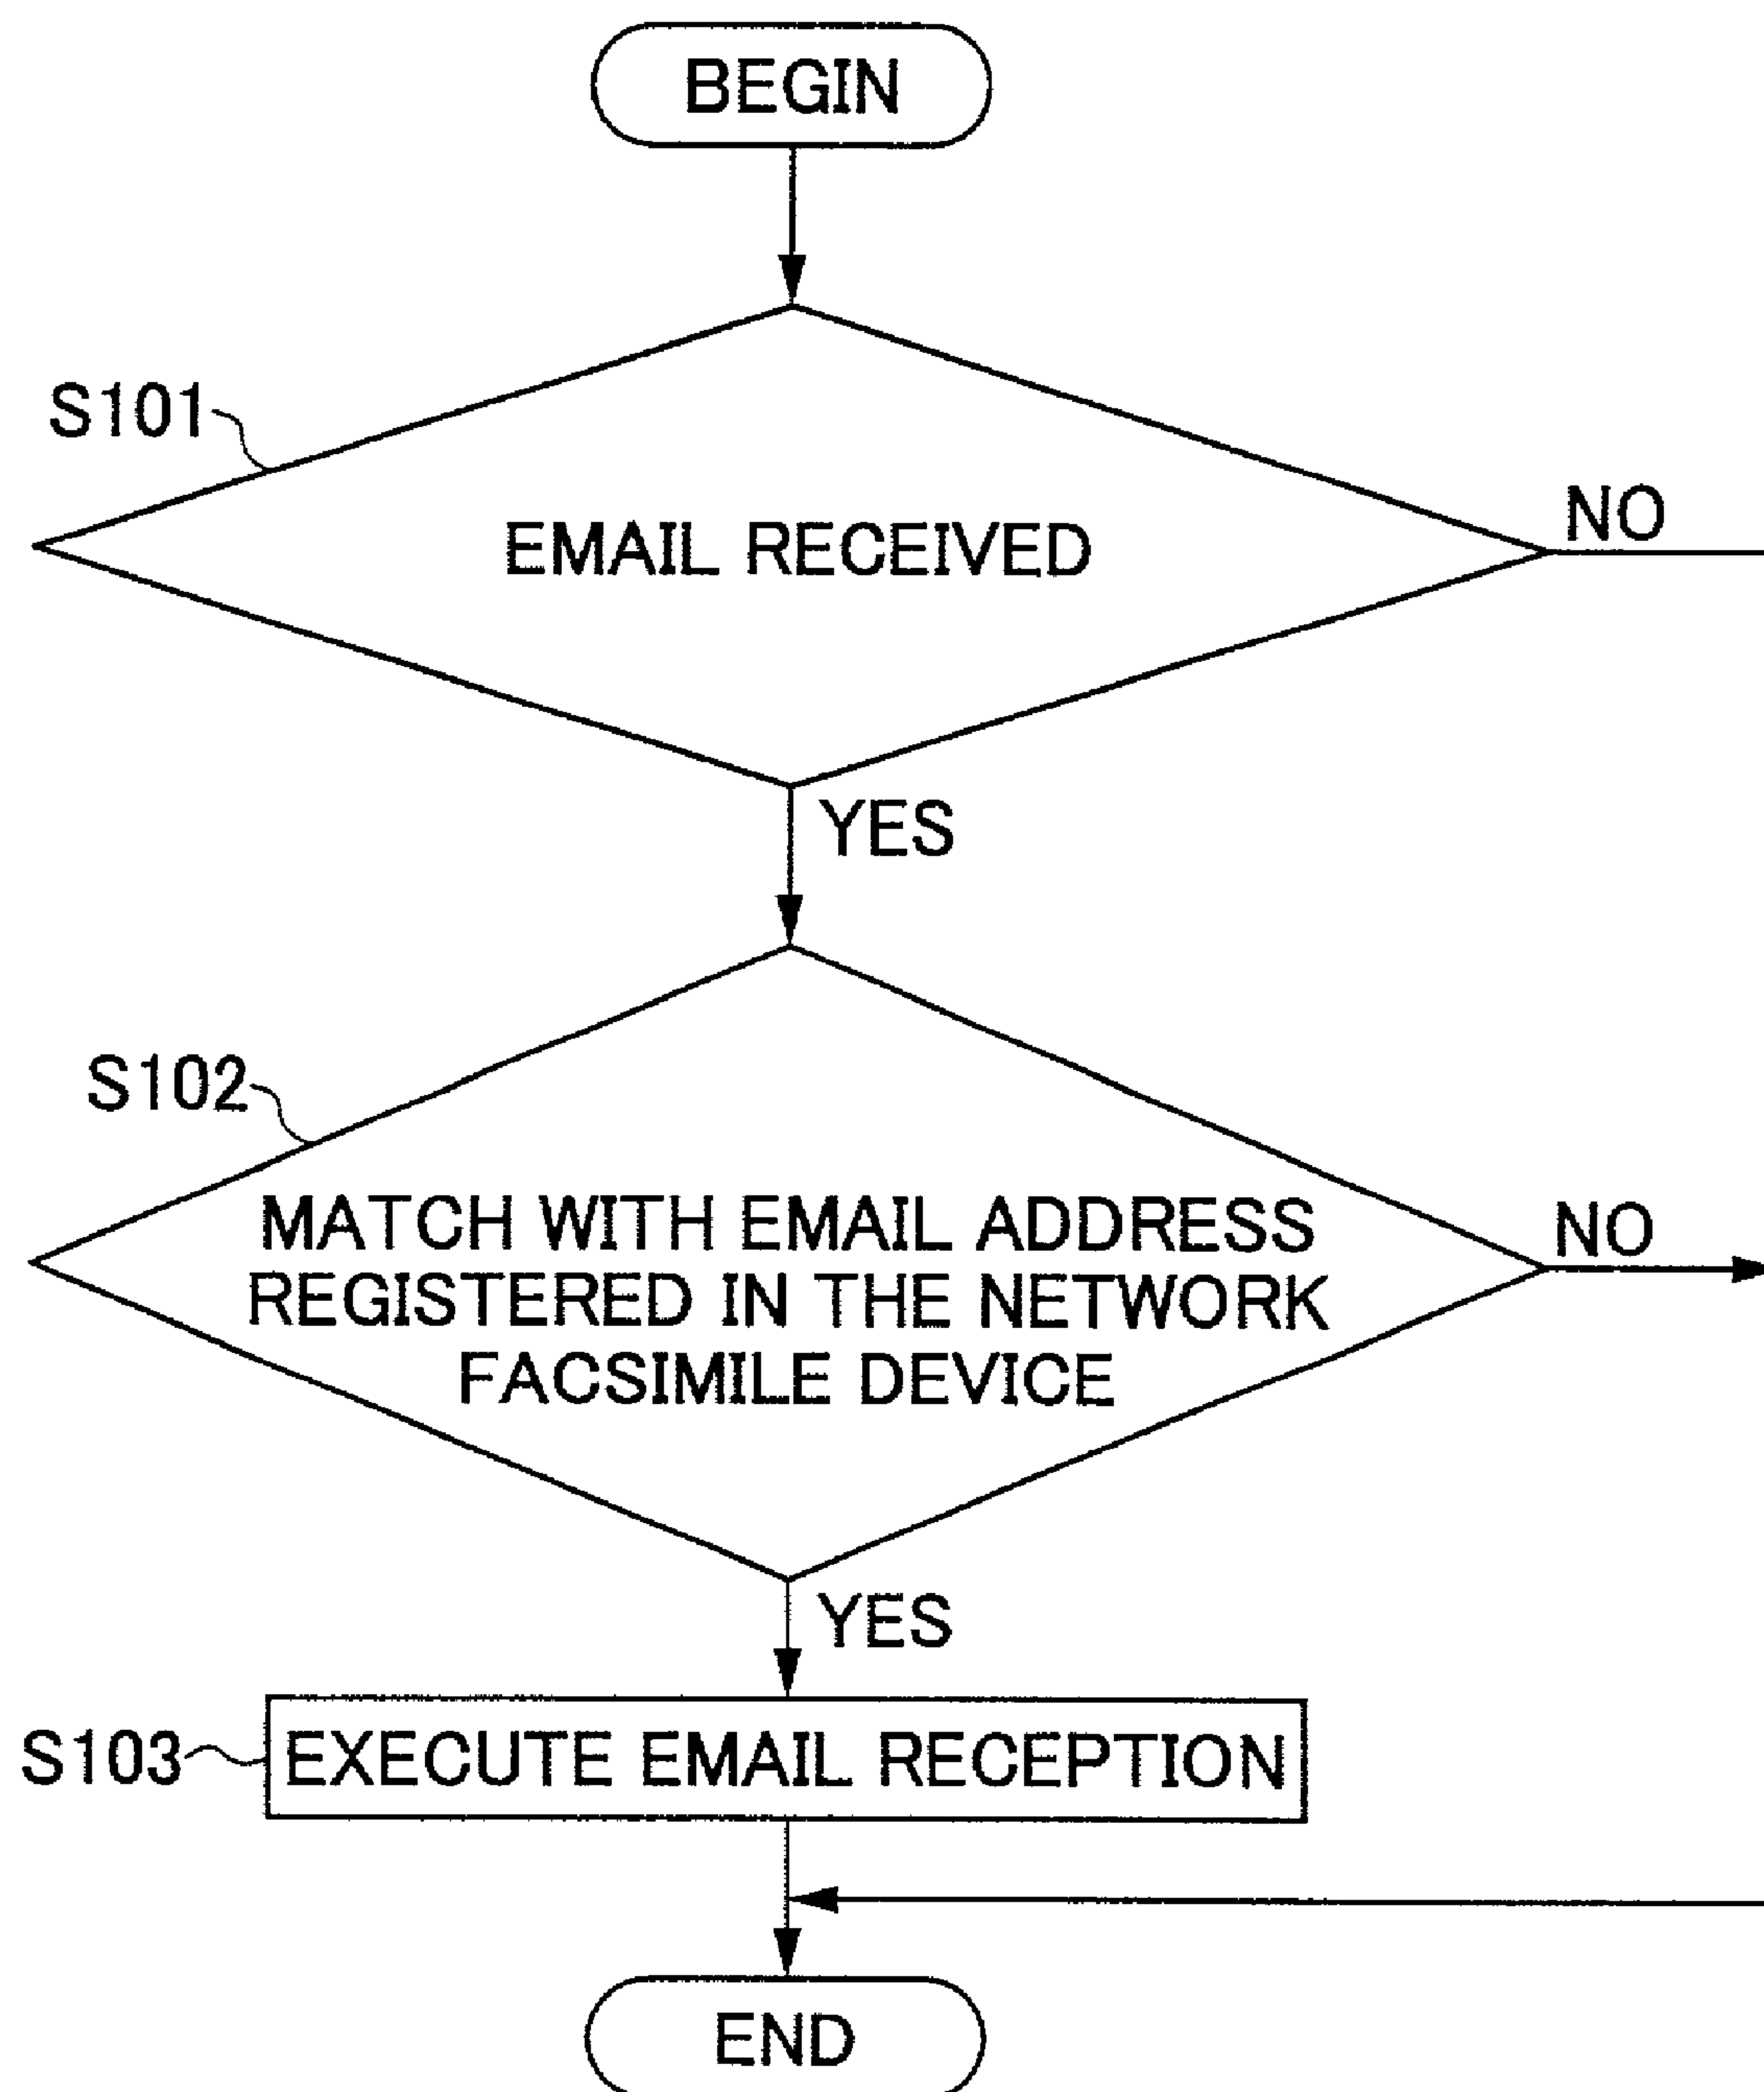 BEGIN
S101
EMAIL RECEIVED
NO
YES
S102
MATCH WITH EMAIL ADDRESS
REGISTERED IN THE NETWORK
FACSIMILE DEVICE
NO
YES
S103
EXECUTE EMAIL RECEPTION
END